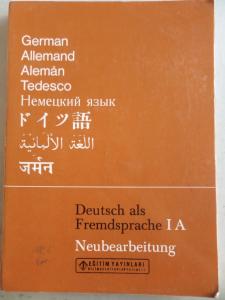 German
Allemand
Alemán
Tedesco
Немецкий язык
ドイツ語
اللغة الألمانية
जर्मन
Deutsch als
Fremdsprache I A
Neubearbeitung
EĞİTİM YAYINLARI